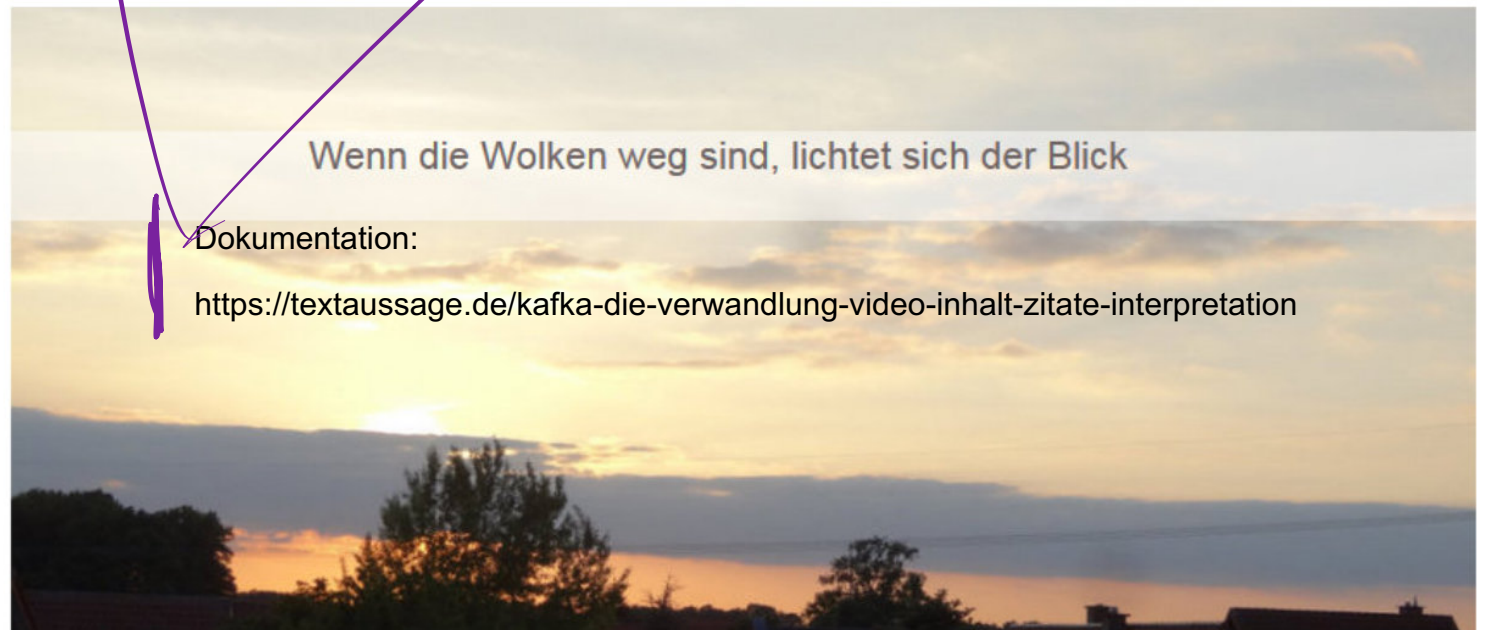 Wenn die Wolken weg sind, lichtet sich der Blick
Dokumentation:
https://textaussage.de/kafka-die-verwandlung-video-inhalt-zitate-interpretation